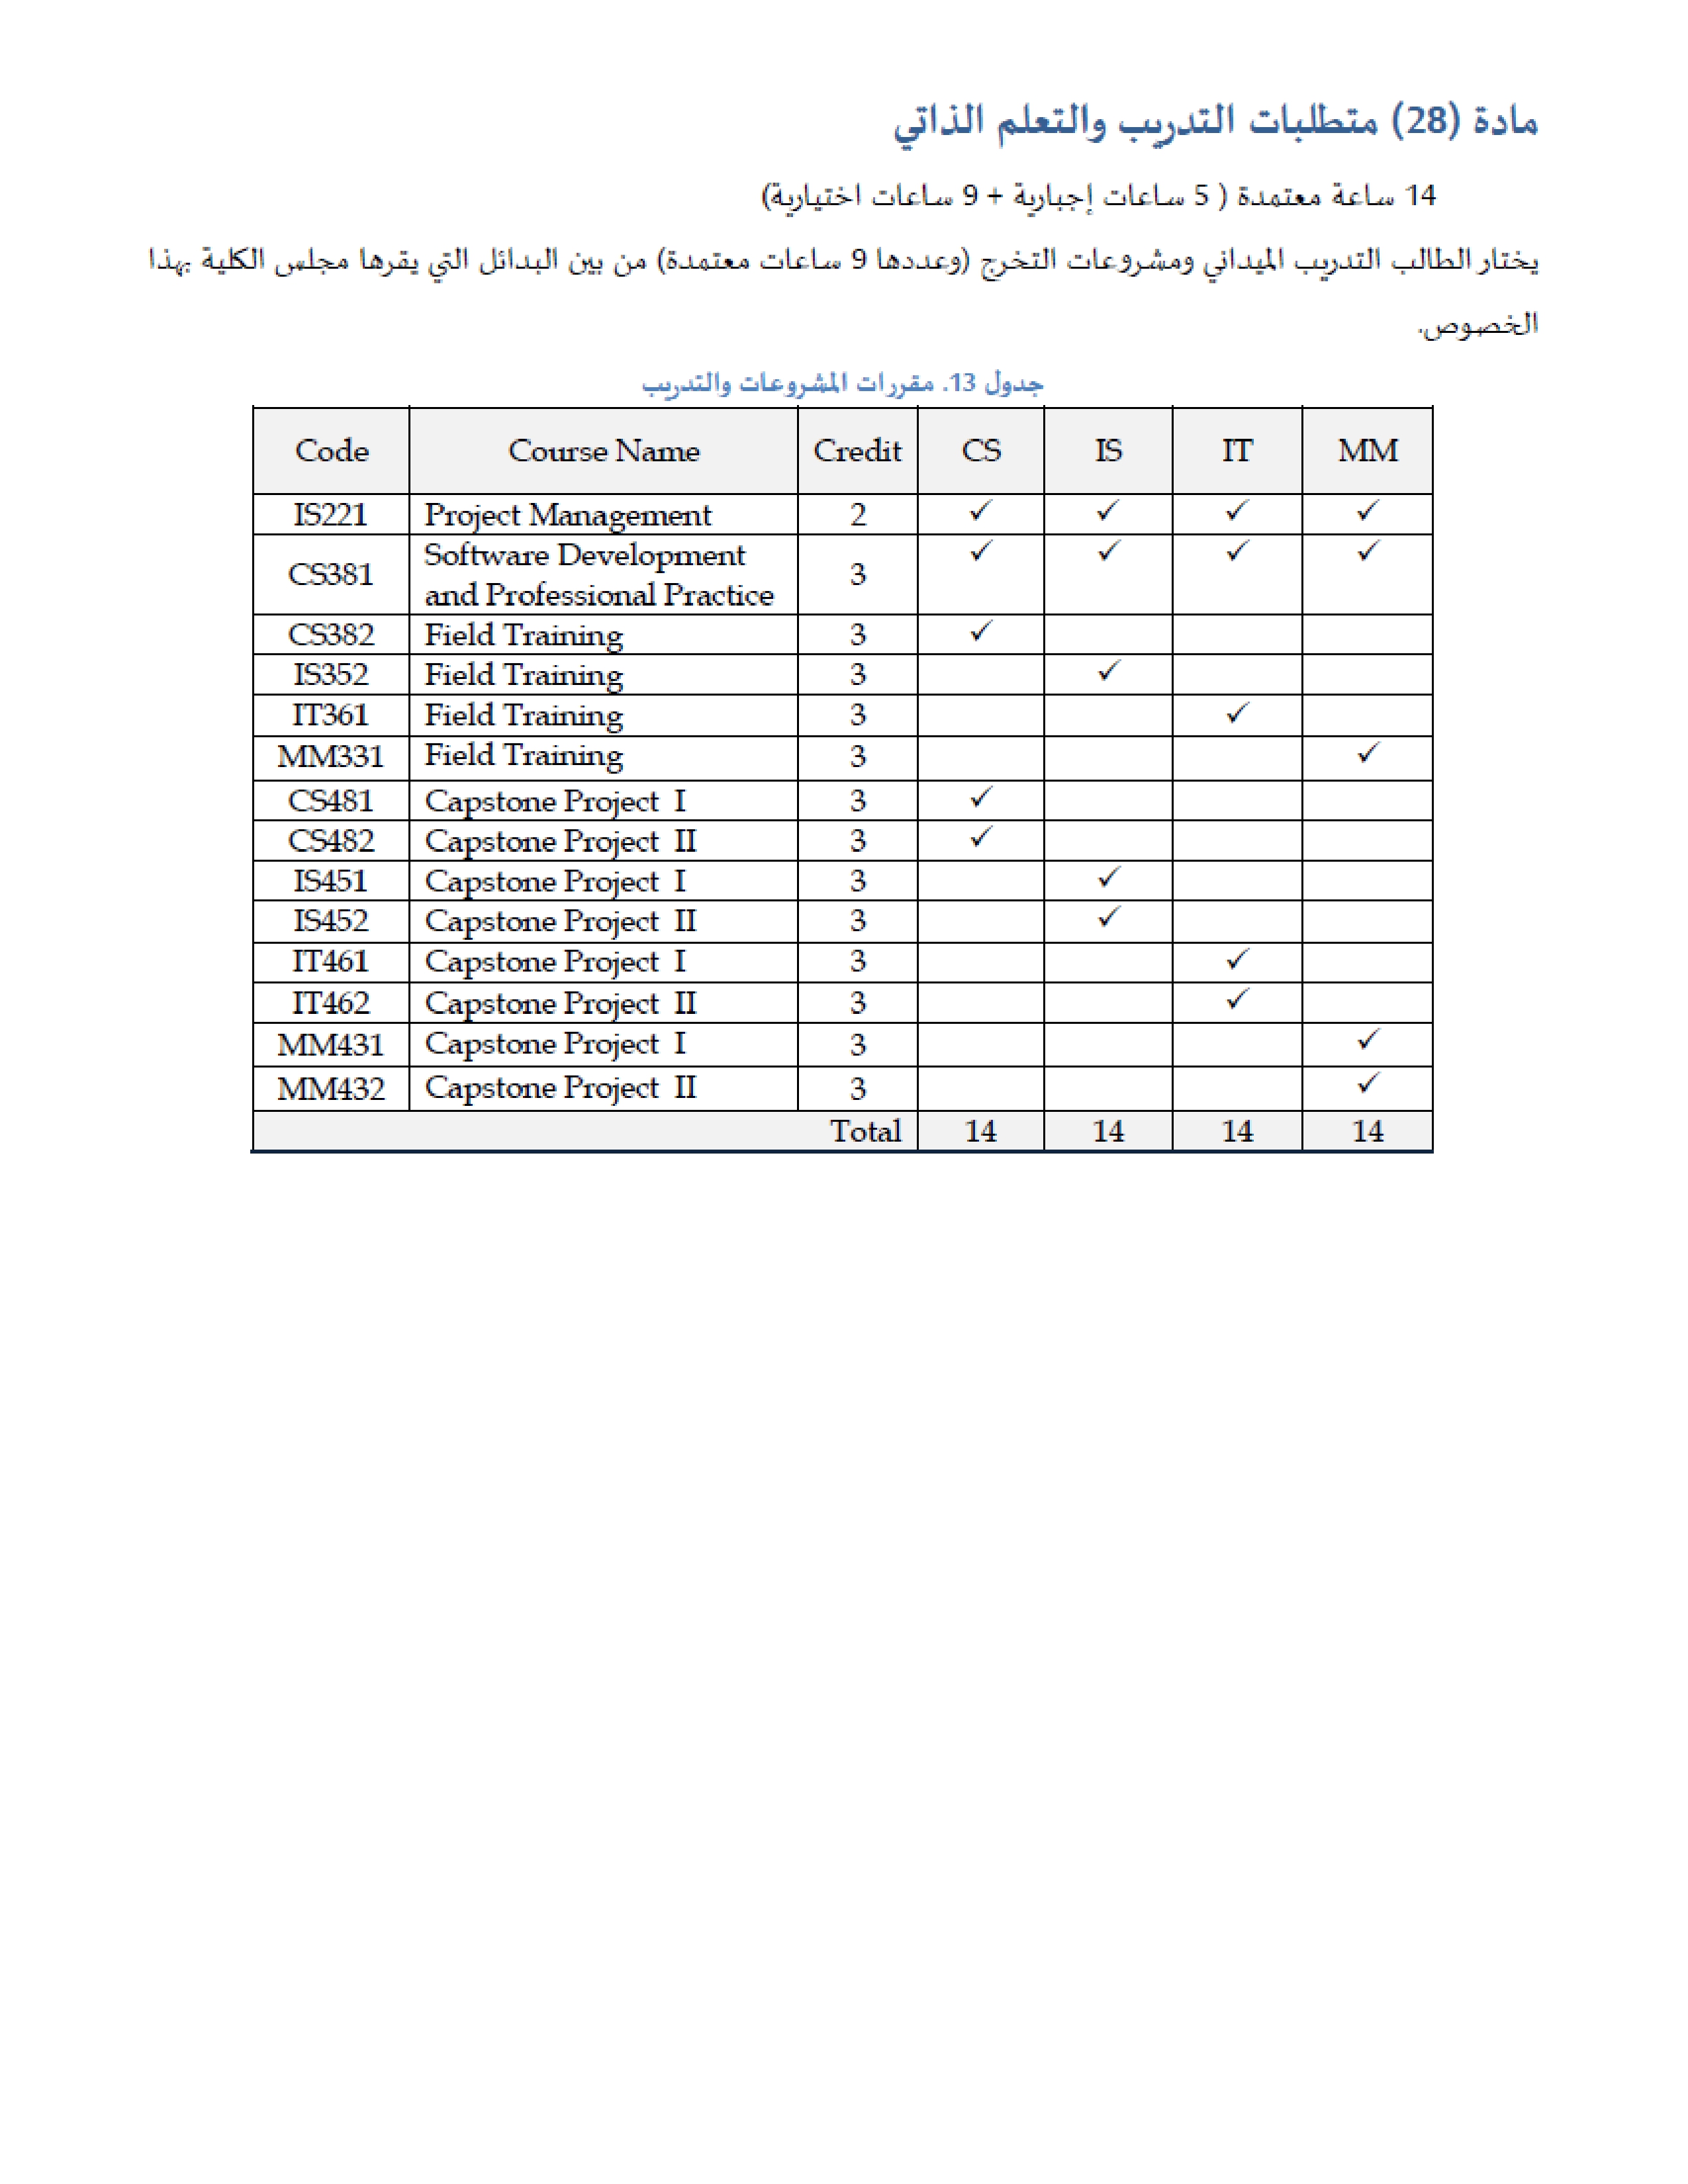 مادة (28) متطلبات التدريب والتعلم الذاتي
14 ساعة معتمدة ( 5 ساعات إجبارية + 9 ساعات اختيارية)
يختار الطالب التدريب الميداني ومشروعات التخرج (وعددها 9 ساعات معتمدة) من بين البدائل التي يقرها مجلس الكلية بهذا
الخصوص.
جدول 13. مقررات المشروعات والتدريب
Code Course Name Credit CS IS IT MM
IS221 Project Management 2 ✓ ✓ ✓ ✓
CS381 Software Development and Professional Practice 3 ✓ ✓ ✓ ✓
CS382 Field Training 3 ✓
IS352 Field Training 3 ✓
IT361 Field Training 3 ✓
MM331 Field Training 3 ✓
CS481 Capstone Project I 3 ✓
CS482 Capstone Project II 3 ✓
IS451 Capstone Project I 3 ✓
IS452 Capstone Project II 3 ✓
IT461 Capstone Project I 3 ✓
IT462 Capstone Project II 3 ✓
MM431 Capstone Project I 3 ✓
MM432 Capstone Project II 3 ✓
Total 14 14 14 14